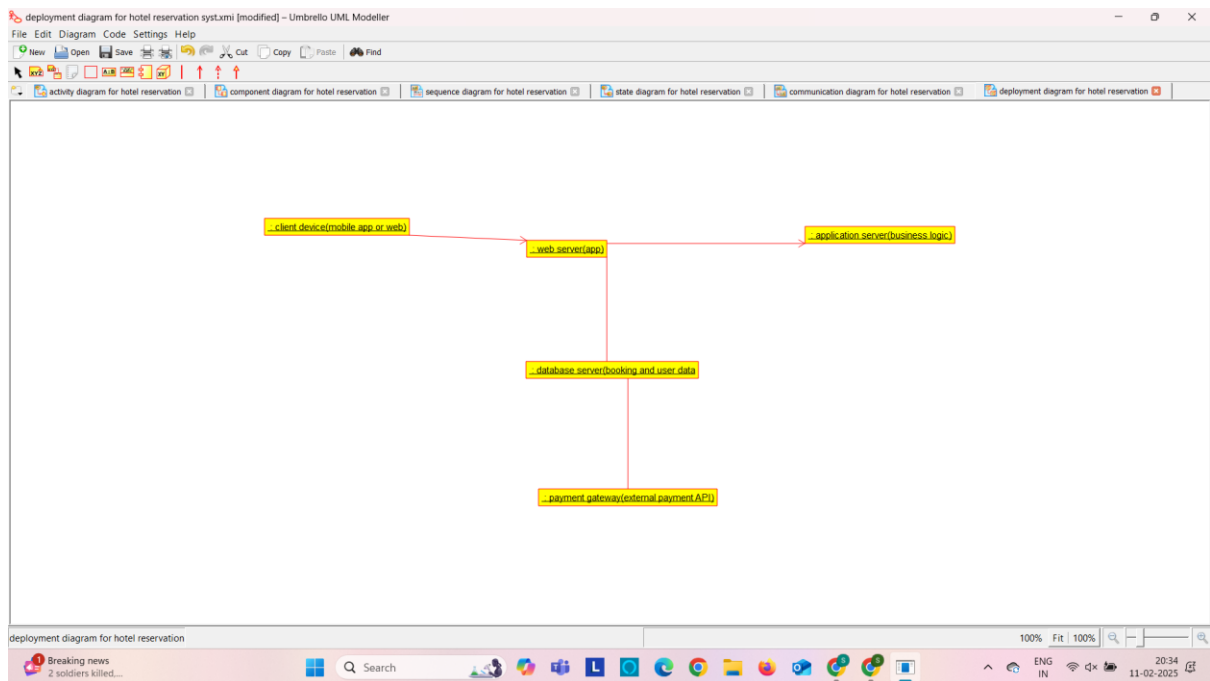 deployment diagram for hotel reservation syst.xmi [modified] – Umbrello UML Modeller
File Edit Diagram Code Settings Help
New Open Save Cut Copy Paste Find
XYZ A:B XY
activity diagram for hotel reservation component diagram for hotel reservation sequence diagram for hotel reservation state diagram for hotel reservation communication diagram for hotel reservation deployment diagram for hotel reservation
: client device(mobile app or web)
: application server(business logic)
: web server(app)
: database server(booking and user data
: payment gateway(external payment API)
deployment diagram for hotel reservation
100% Fit 100%
1 Breaking news
2 soldiers killed,...
Search
L
ENG
IN
20:34
11-02-2025